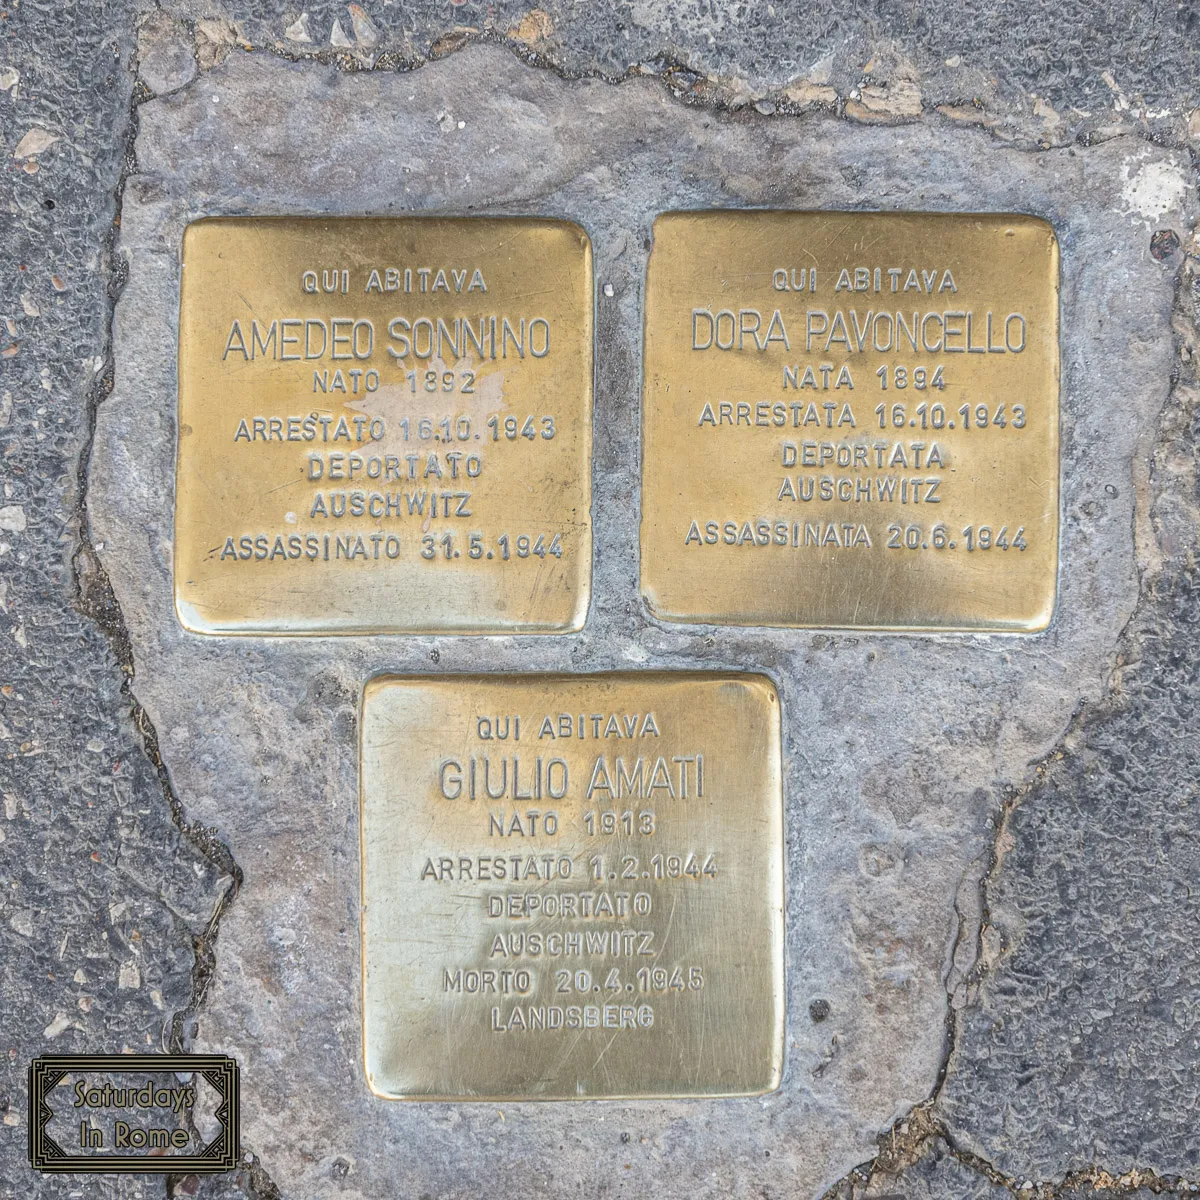 QUI ABITAVA
AMEDEO SONNINO
NATO 1892
ARRESTATO 16.10.1943
DEPORTATO
AUSCHWITZ
ASSASSINATO 31.5.1944
QUI ABITAVA
DORA PAVONCELLO
NATA 1894
ARRESTATA 16.10.1943
DEPORTATA
AUSCHWITZ
ASSASSINATA 20.6.1944
QUI ABITAVA
GIULIO AMATI
NATO 1913
ARRESTATO 1.2.1944
DEPORTATO
AUSCHWITZ
MORTO 20.4.1945
LANDSBERG
Saturdays
In Rome